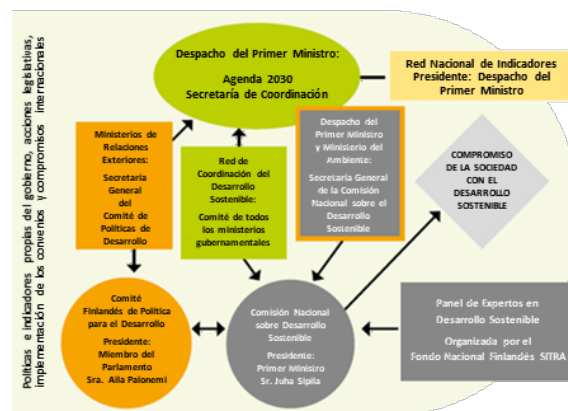 Políticas e indicadores propias del gobierno, acciones legislativas,
implementación de los convenios y compromisos internacionales
Despacho del Primer Ministro:
Agenda 2030
Secretaría de Coordinación
Red Nacional de Indicadores
Presidente: Despacho del
Primer Ministro
Ministerios de
Relaciones
Exteriores:
Secretaría
General
del
Comité de
Políticas de
Desarrollo
Red de
Coordinación del
Desarrollo
Sostenible:
Comité de todos
los ministerios
gubernamentales
Despacho del
Primer Ministro
y Ministerio del
Ambiente:
Secretaría General
de la Comisión
Nacional sobre el
Desarrollo
Sostenible
COMPROMISO
DE LA SOCIEDAD
CON EL
DESARROLLO
SOSTENIBLE
Comité
Finlandés de Política
para el Desarrollo
Presidente:
Miembro del
Parlamento
Sra. Aila Palonemi
Comisión Nacional
sobre Desarrollo
Sostenible
Presidente:
Primer Ministro
Sr. Juha Sipila
Panel de Expertos en
Desarrollo Sostenible
Organizada por el
Fondo Nacional Finlandés SITRA